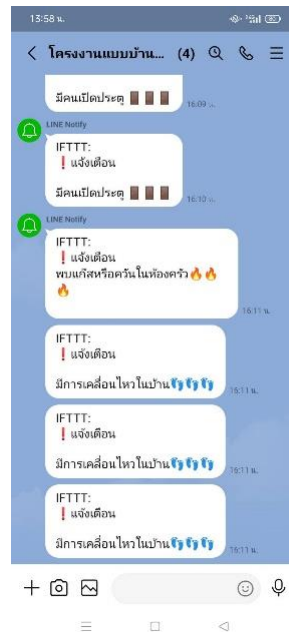 13:58 น.
โครงงานแบบบ้าน... (4)
มีคนเปิดประตู 🚪🚪🚪
16:09 น.
LINE Notify
IFTTT:
❗แจ้งเตือน
มีคนเปิดประตู 🚪🚪🚪
16:10 น.
LINE Notify
IFTTT:
❗แจ้งเตือน
พบแก๊สหรือควันในห้องครัว🔥🔥
🔥
16:11 น.
IFTTT:
❗แจ้งเตือน
มีการเคลื่อนไหวในบ้าน👣👣👣
16:11 น.
IFTTT:
❗แจ้งเตือน
มีการเคลื่อนไหวในบ้าน👣👣👣
16:11 น.
IFTTT:
❗แจ้งเตือน
มีการเคลื่อนไหวในบ้าน👣👣👣
16:11 น.